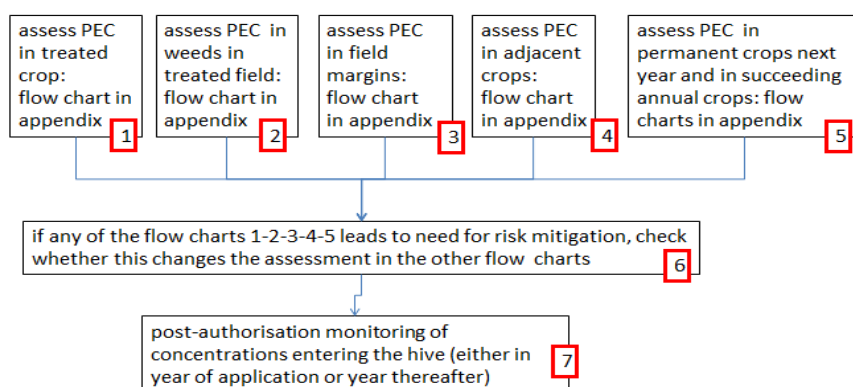 assess PEC
in treated
crop:
flow chart in
appendix
1
assess PEC in
weeds in
treated field:
flow chart in
appendix
2
assess PEC
in field
margins:
flow chart
in appendix
3
assess PEC
in adjacent
crops:
flow chart
in appendix
4
assess PEC in
permanent crops next
year and in succeeding
annual crops: flow
charts in appendix
5
if any of the flow charts 1-2-3-4-5 leads to need for risk mitigation, check
whether this changes the assessment in the other flow charts
6
post-authorisation monitoring of
concentrations entering the hive (either in
year of application or year thereafter)
7